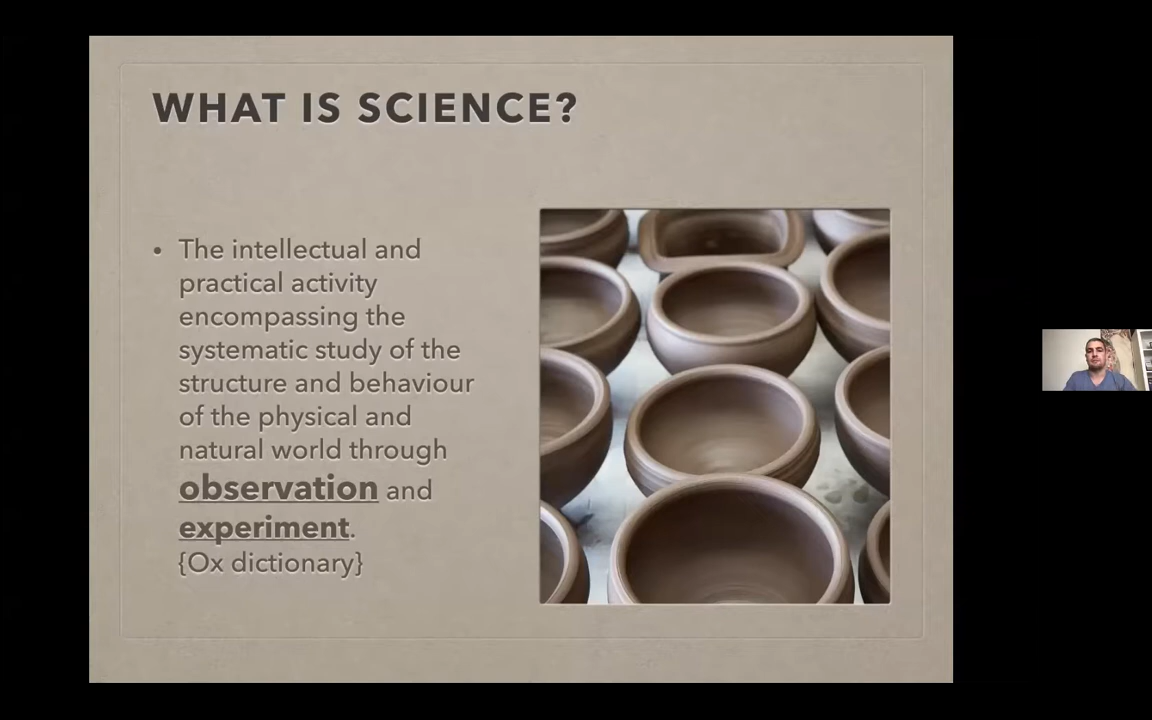 WHAT IS SCIENCE?
• The intellectual and
practical activity
encompassing the
systematic study of the
structure and behaviour
of the physical and
natural world through
observation and
experiment.
{Ox dictionary}